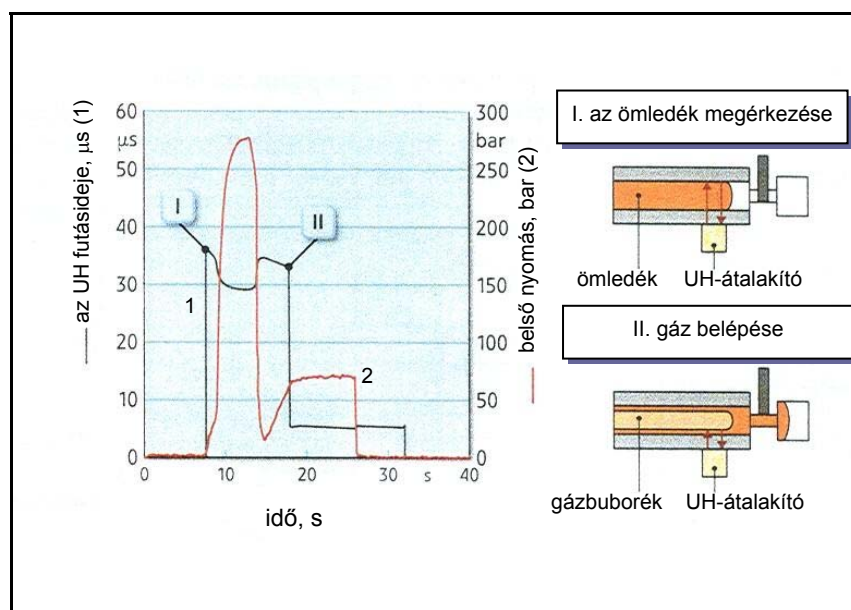 az UH futásideje, µs (1)
60
µs
50
40
30
20
10
0
I
II
1
2
300
bar
250
200
150
100
50
0
belső nyomás, bar (2)
0
10
20
30
s
40
idő, s
I. az ömledék megérkezése
ömledék
UH-átalakító
II. gáz belépése
gázbuborék
UH-átalakító